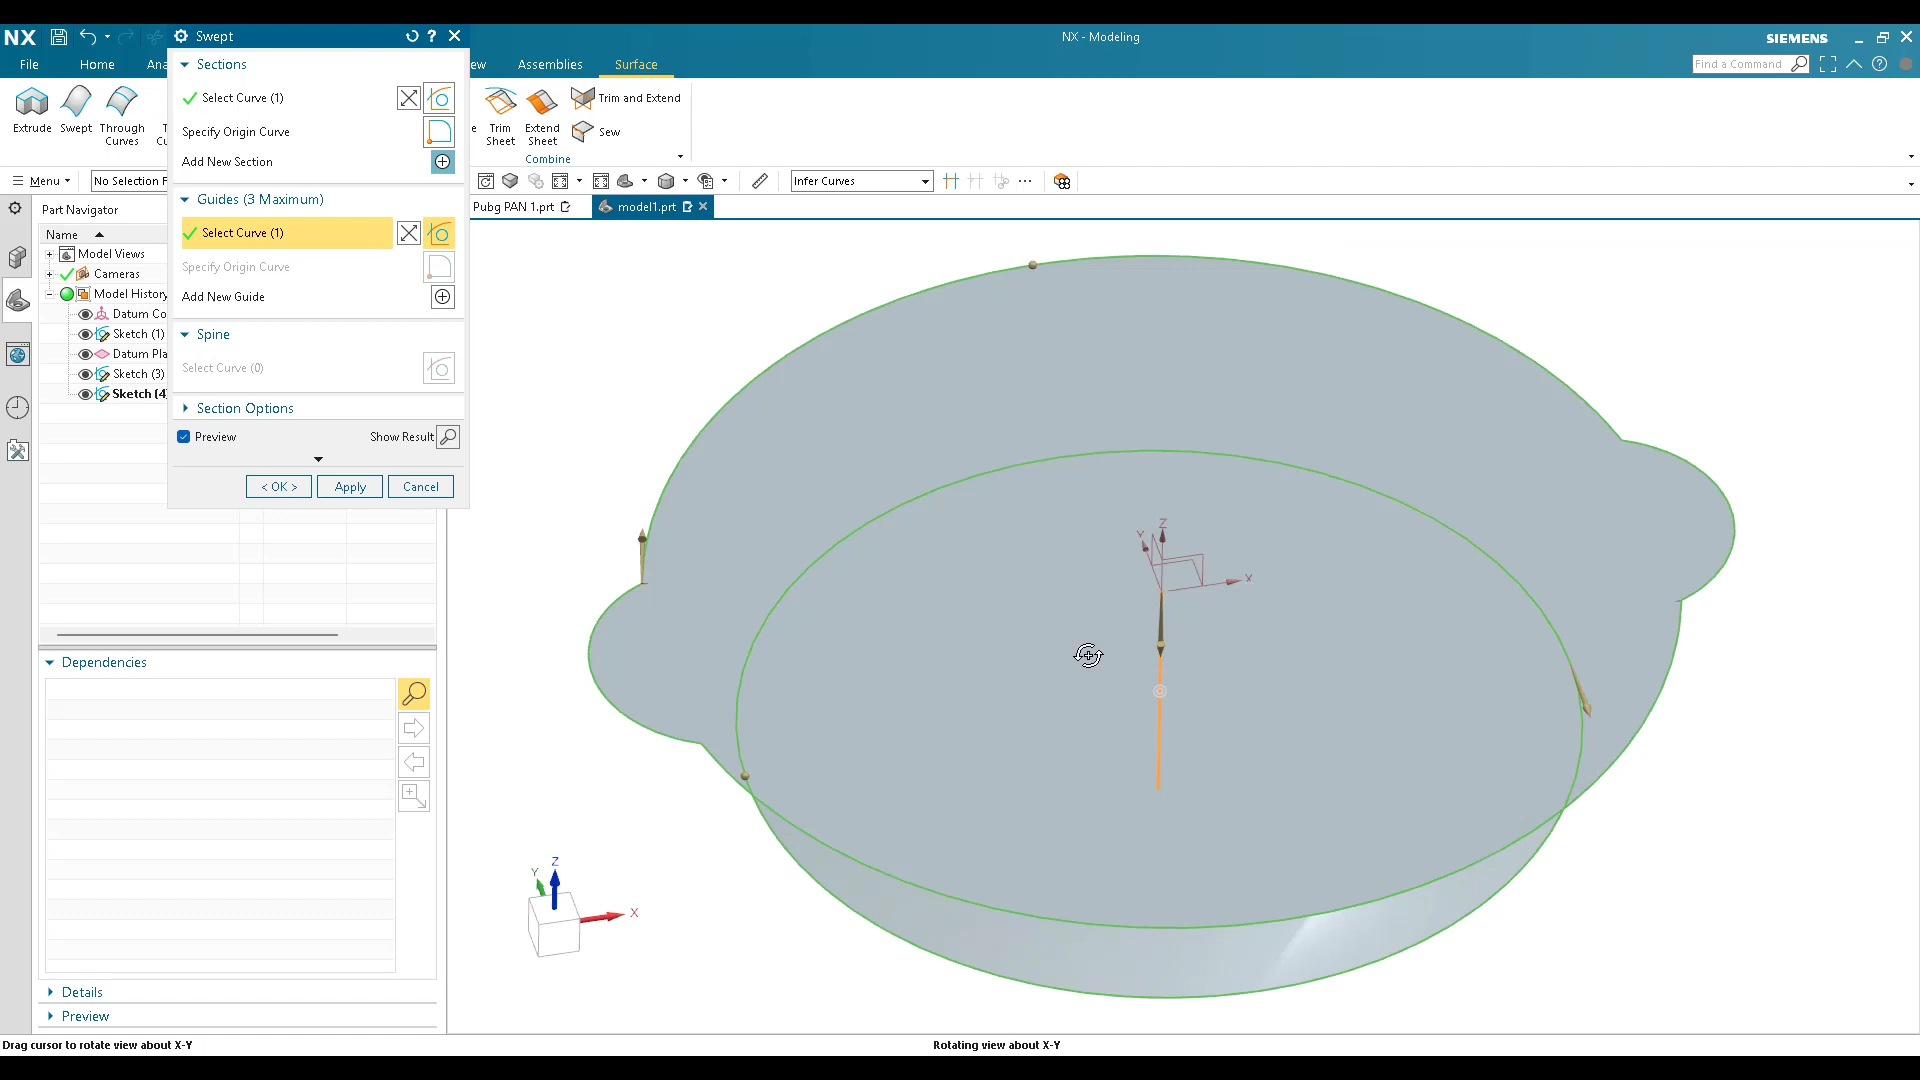 NX
Swept
NX - Modeling
SIEMENS
File
Home
Ana
ew
Assemblies
Surface
Find a Command
Sections
Select Curve (1)
Specify Origin Curve
Add New Section
Guides (3 Maximum)
Select Curve (1)
Specify Origin Curve
Add New Guide
Spine
Select Curve (0)
Section Options
Preview
Show Result
< OK >
Apply
Cancel
Extrude
Swept
Through
Curves
T
Cu
e
Trim
Sheet
Extend
Sheet
Trim and Extend
Sew
Combine
Menu
No Selection F
Infer Curves
Part Navigator
Pubg PAN 1.prt
model1.prt
Name
Model Views
Cameras
Model History
Datum Co
Sketch (1)
Datum Pla
Sketch (3)
Sketch (4)
Dependencies
Details
Preview
Z
Y
X
Z
Y
X
Drag cursor to rotate view about X-Y
Rotating view about X-Y